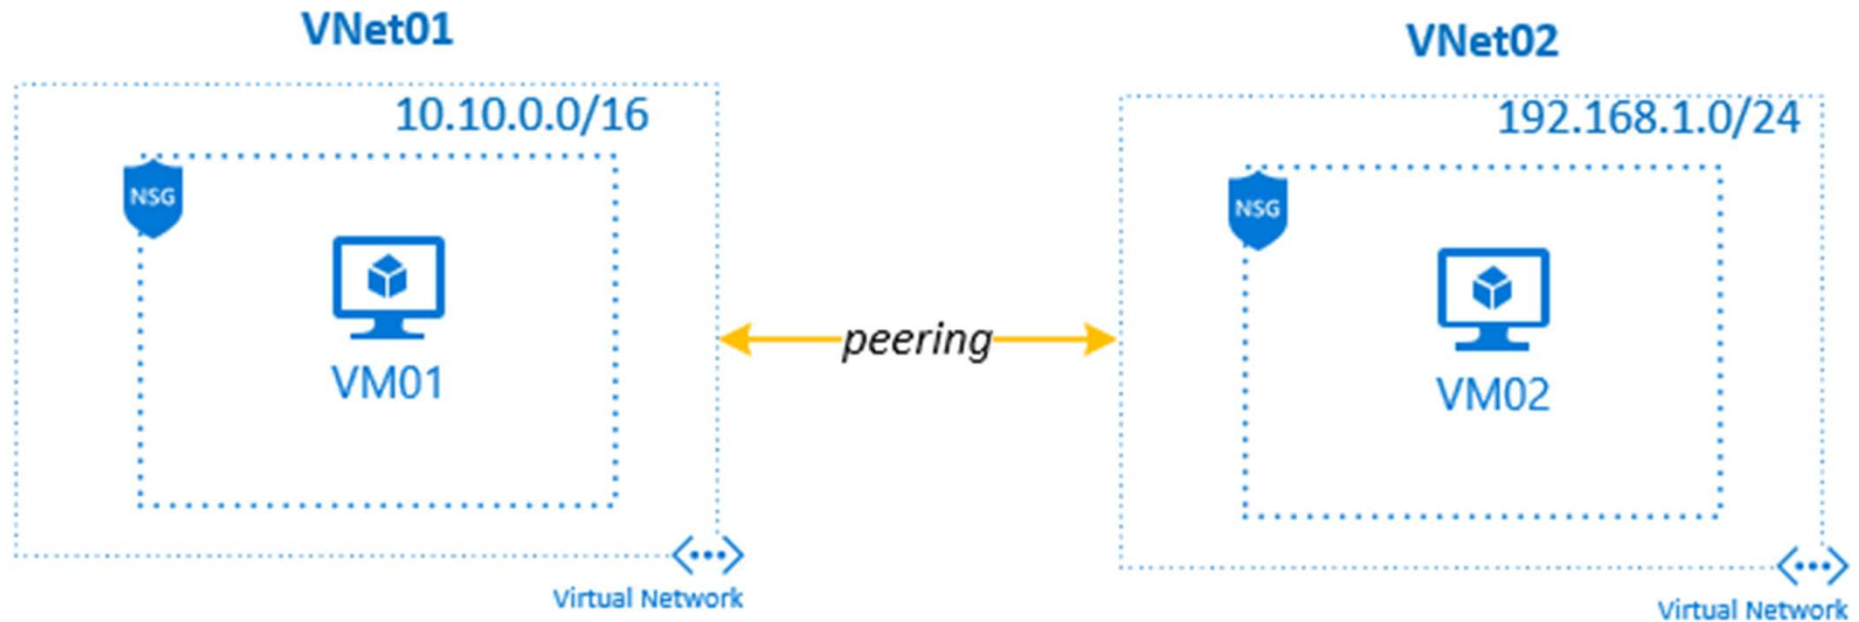 VNet01
10.10.0.0/16
NSG
VM01
Virtual Network
peering
VNet02
192.168.1.0/24
NSG
VM02
Virtual Network